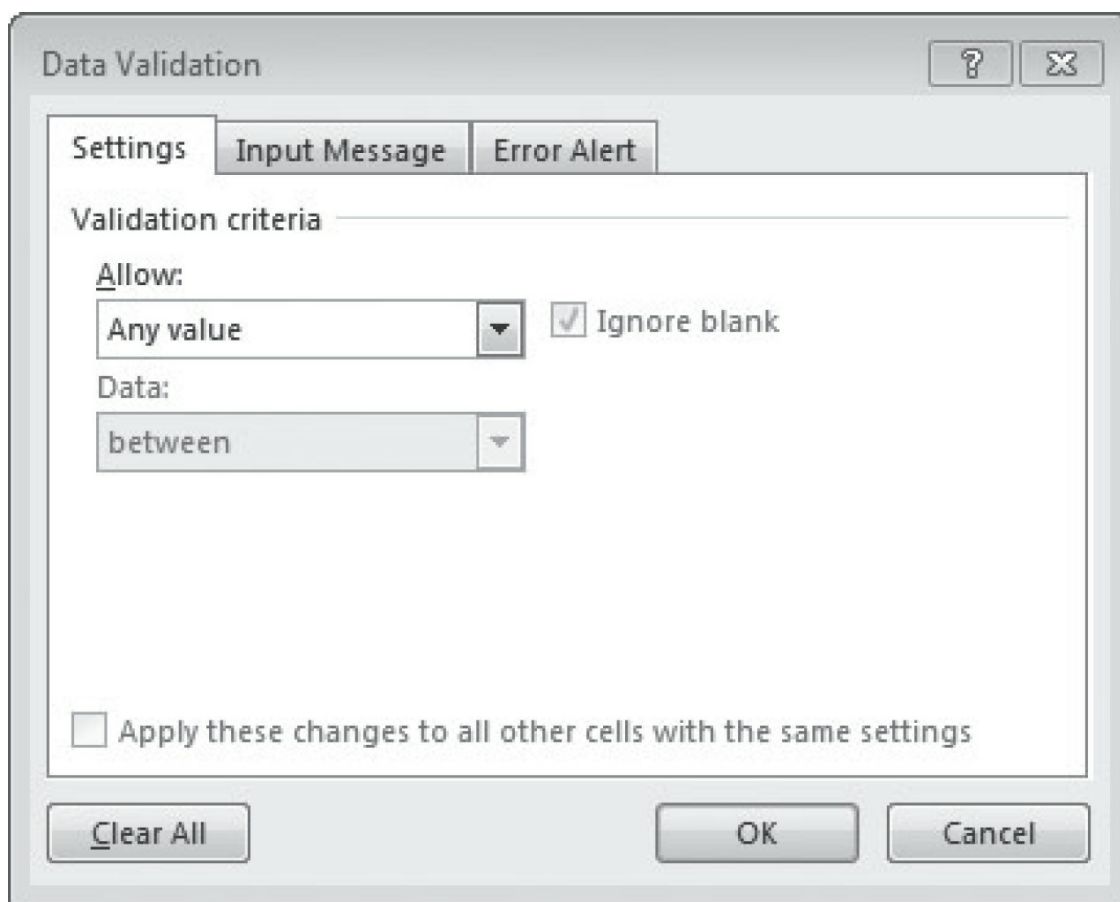 Data Validation
Settings Input Message Error Alert
Validation criteria
Allow:
Any value Ignore blank
Data:
between
Apply these changes to all other cells with the same settings
Clear All OK Cancel